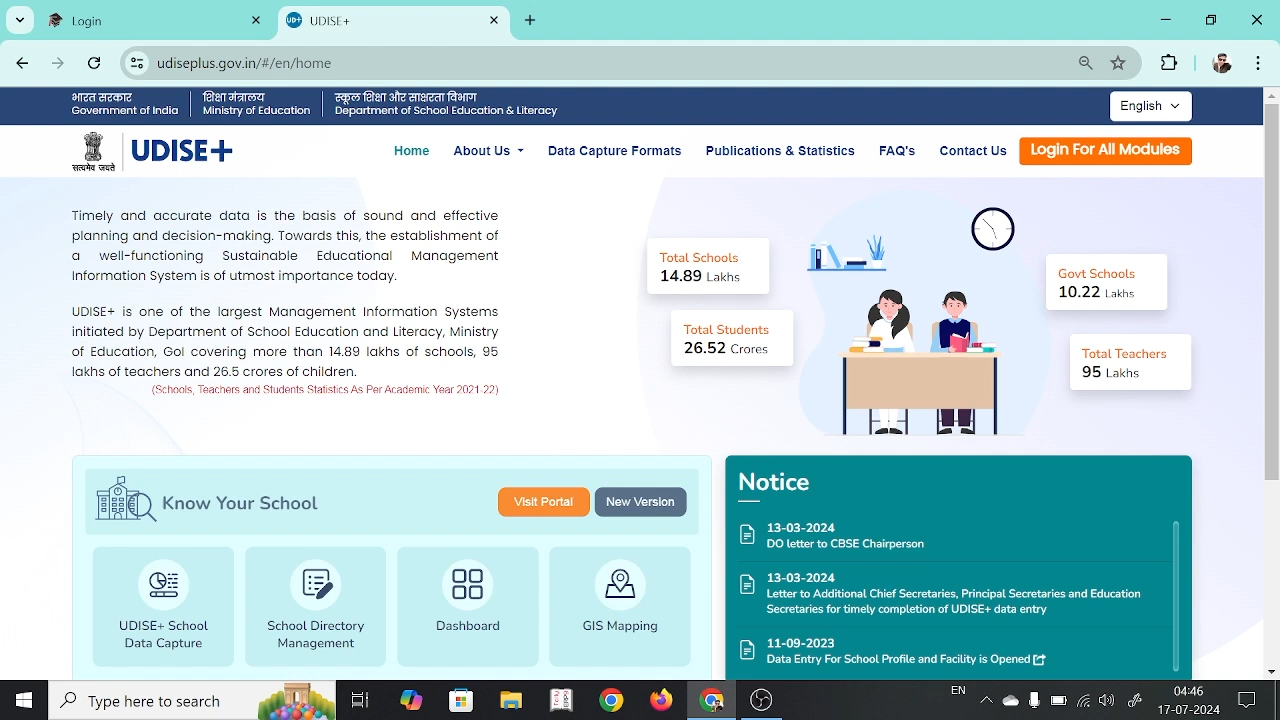 Login
UD+ UDISE+
udiseplus.gov.in/#/en/home
भारत सरकार
Government of India
शिक्षा मंत्रालय
Ministry of Education
स्कूल शिक्षा और साक्षरता विभाग
Department of School Education & Literacy
English
सत्यमेव जयते
UDISE+
Home
About Us
Data Capture Formats
Publications & Statistics
FAQ's
Contact Us
Login For All Modules
Timely and accurate data is the basis of sound and effective
planning and decision-making. Towards this, the establishment of
a well-functioning Sustainable Educational Management
Information System is of utmost importance today.
UDISE+ is one of the largest Management Information Systems
initiated by Department of School Education and Literacy, Ministry
of Education, GoI covering more than 14.89 lakhs of schools, 95
lakhs of teachers and 26.5 crores of children.
(Schools, Teachers and Students Statistics As Per Academic Year 2021-22)
Total Schools
14.89 Lakhs
Total Students
26.52 Crores
Govt Schools
10.22 Lakhs
Total Teachers
95 Lakhs
Know Your School
Visit Portal
New Version
UDISE+ School
Data Capture
School Directory
Management
Dashboard
GIS Mapping
Notice
13-03-2024
DO letter to CBSE Chairperson
13-03-2024
Letter to Additional Chief Secretaries, Principal Secretaries and Education
Secretaries for timely completion of UDISE+ data entry
11-09-2023
Data Entry For School Profile and Facility is Opened
Type here to search
EN
04:46
17-07-2024